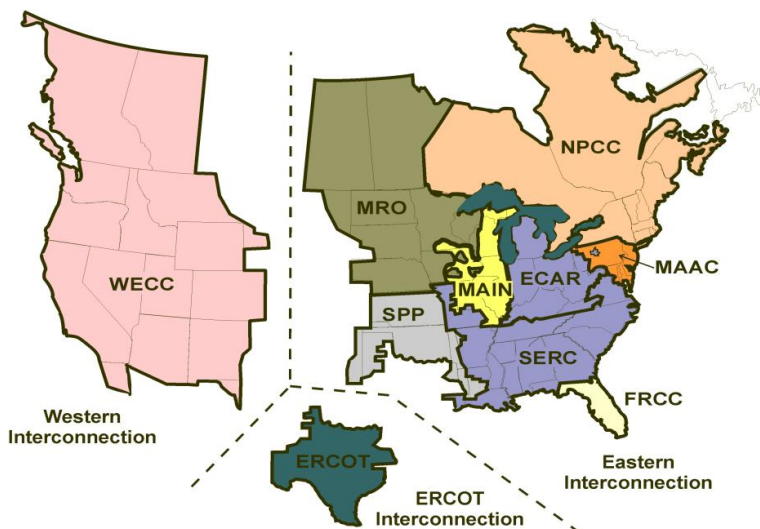 NPCC
MRO
MAAC
WECC
MAIN
ECAR
SPP
SERC
FRCC
Western
Interconnection
ERCOT
Eastern
Interconnection
ERCOT
Interconnection